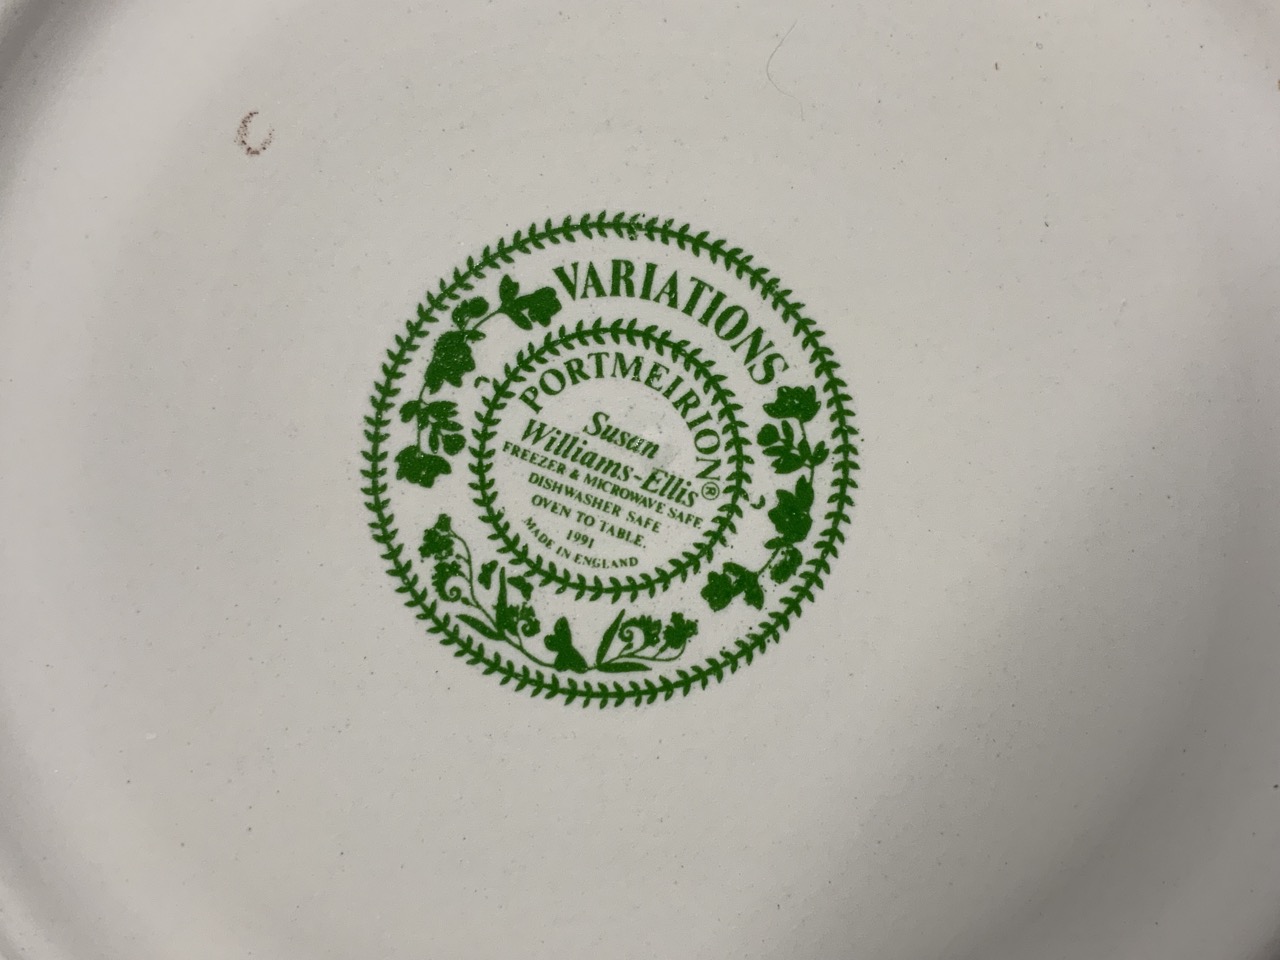 VARIATIONS
PORTMEIRION®
Susan
Williams-Ellis
FREEZER & MICROWAVE SAFE.
DISHWASHER SAFE
OVEN TO TABLE.
1991
MADE IN ENGLAND